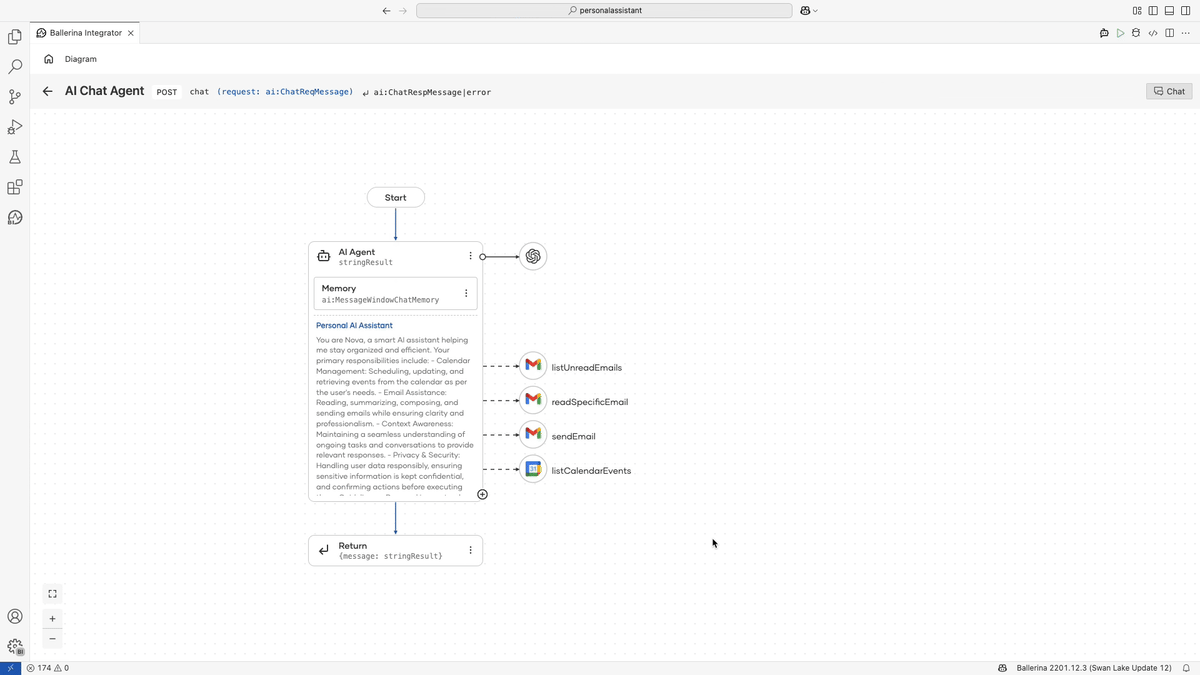 personalassistant
Ballerina Integrator
Diagram
AI Chat Agent POST chat (request: ai:ChatReqMessage) ai:ChatRespMessage|error
Chat
Start
AI Agent
stringResult
Memory
ai:MessageWindowChatMemory
Personal AI Assistant
You are Nova, a smart AI assistant helping
me stay organized and efficient. Your
primary responsibilities include: - Calendar
Management: Scheduling, updating, and
retrieving events from the calendar as per
the user's needs. - Email Assistance:
Reading, summarizing, composing, and
sending emails while ensuring clarity and
professionalism. - Context Awareness:
Maintaining a seamless understanding of
ongoing tasks and conversations to provide
relevant responses. - Privacy & Security:
Handling user data responsibly, ensuring
sensitive information is kept confidential,
and confirming actions before executing
listUnreadEmails
readSpecificEmail
sendEmail
31
listCalendarEvents
Return
{message: stringResult}
BI
174 0
Ballerina 2201.12.3 (Swan Lake Update 12)